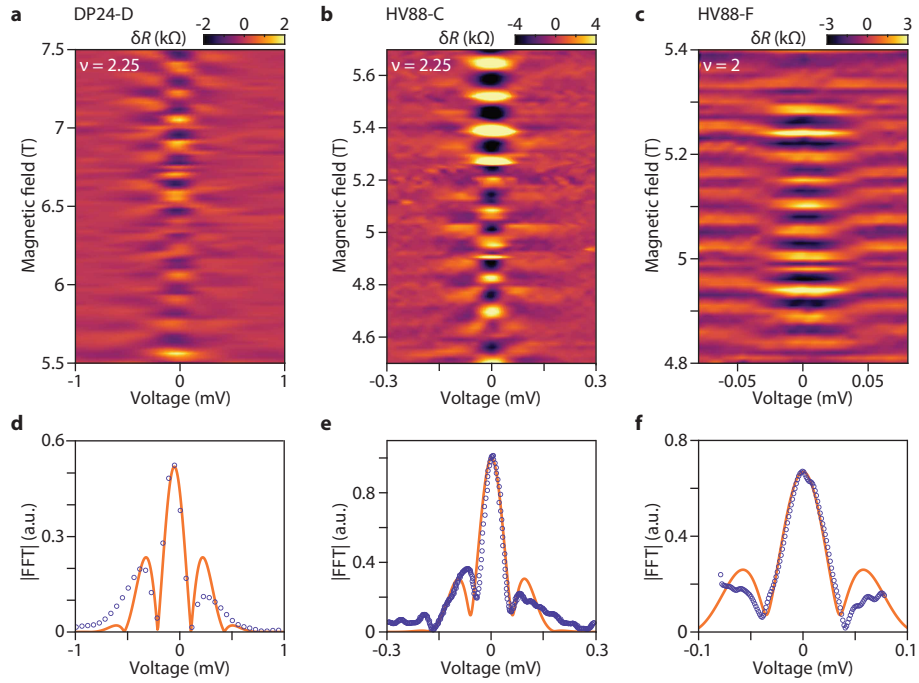 a DP24-D
δR (kΩ) -2 0 2
ν = 2.25
7.5
7
6.5
6
5.5
Magnetic field (T)
-1 0 1
Voltage (mV)
b HV88-C
δR (kΩ) -4 0 4
ν = 2.25
5.6
5.4
5.2
5
4.8
4.6
Magnetic field (T)
-0.3 0 0.3
Voltage (mV)
c HV88-F
δR (kΩ) -3 0 3
ν = 2
5.4
5.2
5
4.8
Magnetic field (T)
-0.05 0 0.05
Voltage (mV)
d
0.6
0.3
0
|FFT| (a.u.)
-1 0 1
Voltage (mV)
e
0.8
0.4
0
|FFT| (a.u.)
-0.3 0 0.3
Voltage (mV)
f
0.8
0.4
0
|FFT| (a.u.)
-0.1 0 0.1
Voltage (mV)